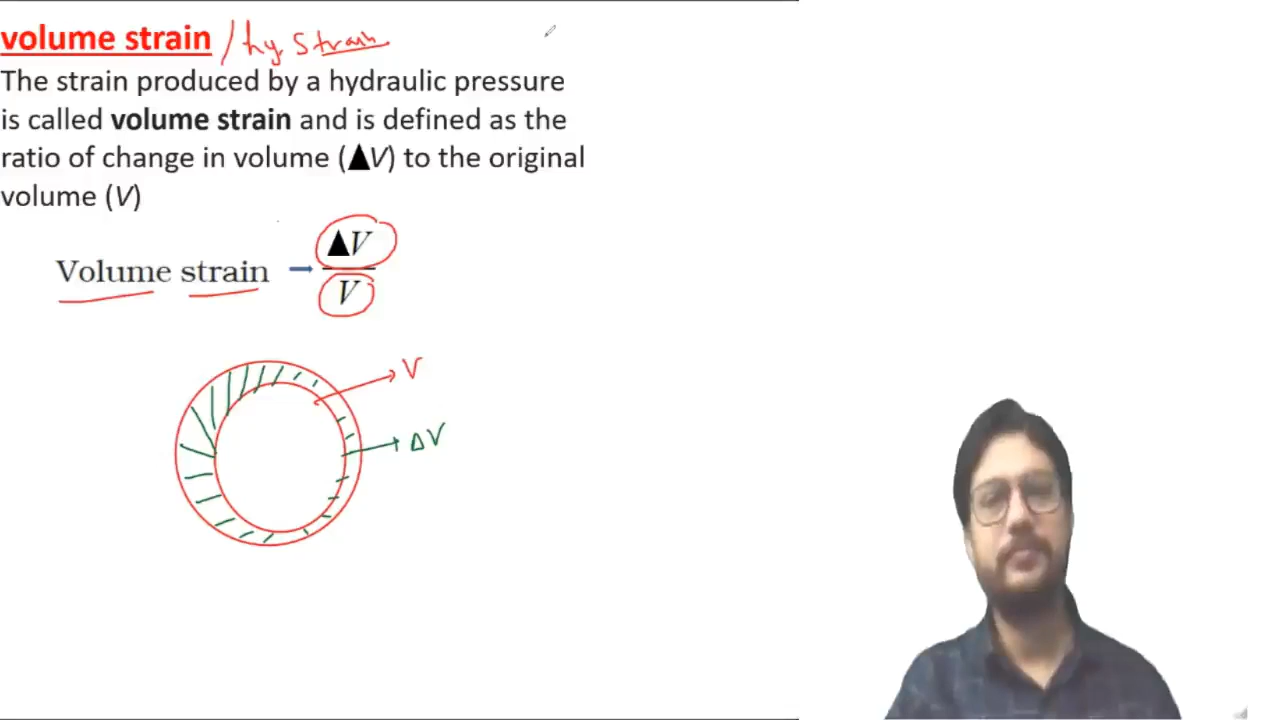 volume strain / hy. strain
The strain produced by a hydraulic pressure
is called volume strain and is defined as the
ratio of change in volume (▲V) to the original
volume (V)
▲V
Volume strain →
V
V
ΔV